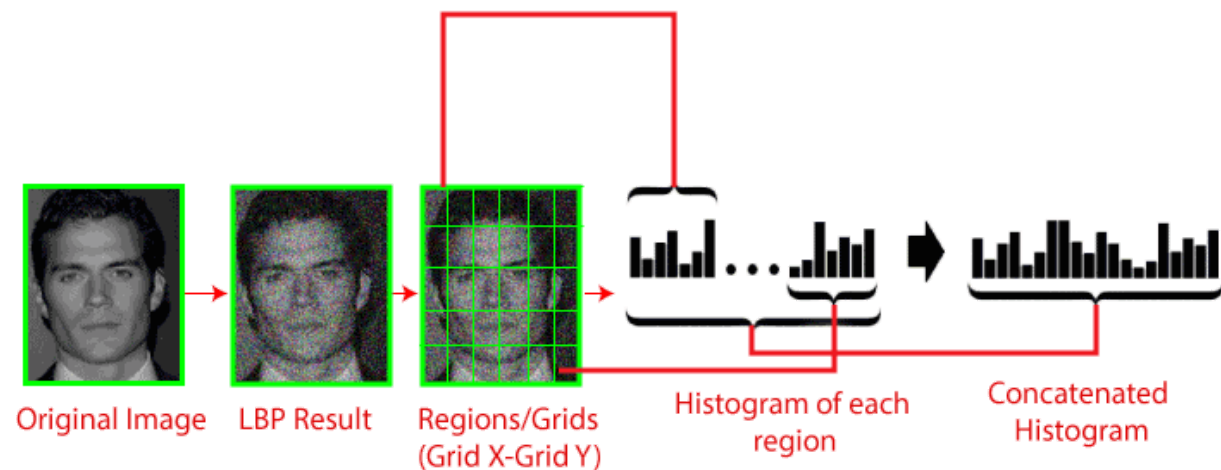 Original Image
LBP Result
Regions/Grids
(Grid X-Grid Y)
Histogram of each
region
Concatenated
Histogram